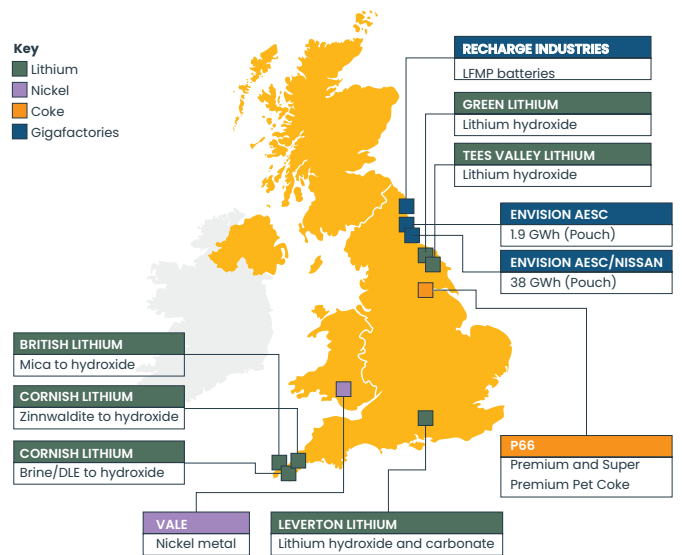 Key
Lithium
Nickel
Coke
Gigafactories
RECHARGE INDUSTRIES
LFMP batteries
GREEN LITHIUM
Lithium hydroxide
TEES VALLEY LITHIUM
Lithium hydroxide
ENVISION AESC
1.9 GWh (Pouch)
ENVISION AESC/NISSAN
38 GWh (Pouch)
BRITISH LITHIUM
Mica to hydroxide
CORNISH LITHIUM
Zinnwaldite to hydroxide
CORNISH LITHIUM
Brine/DLE to hydroxide
P66
Premium and Super
Premium Pet Coke
VALE
Nickel metal
LEVERTON LITHIUM
Lithium hydroxide and carbonate